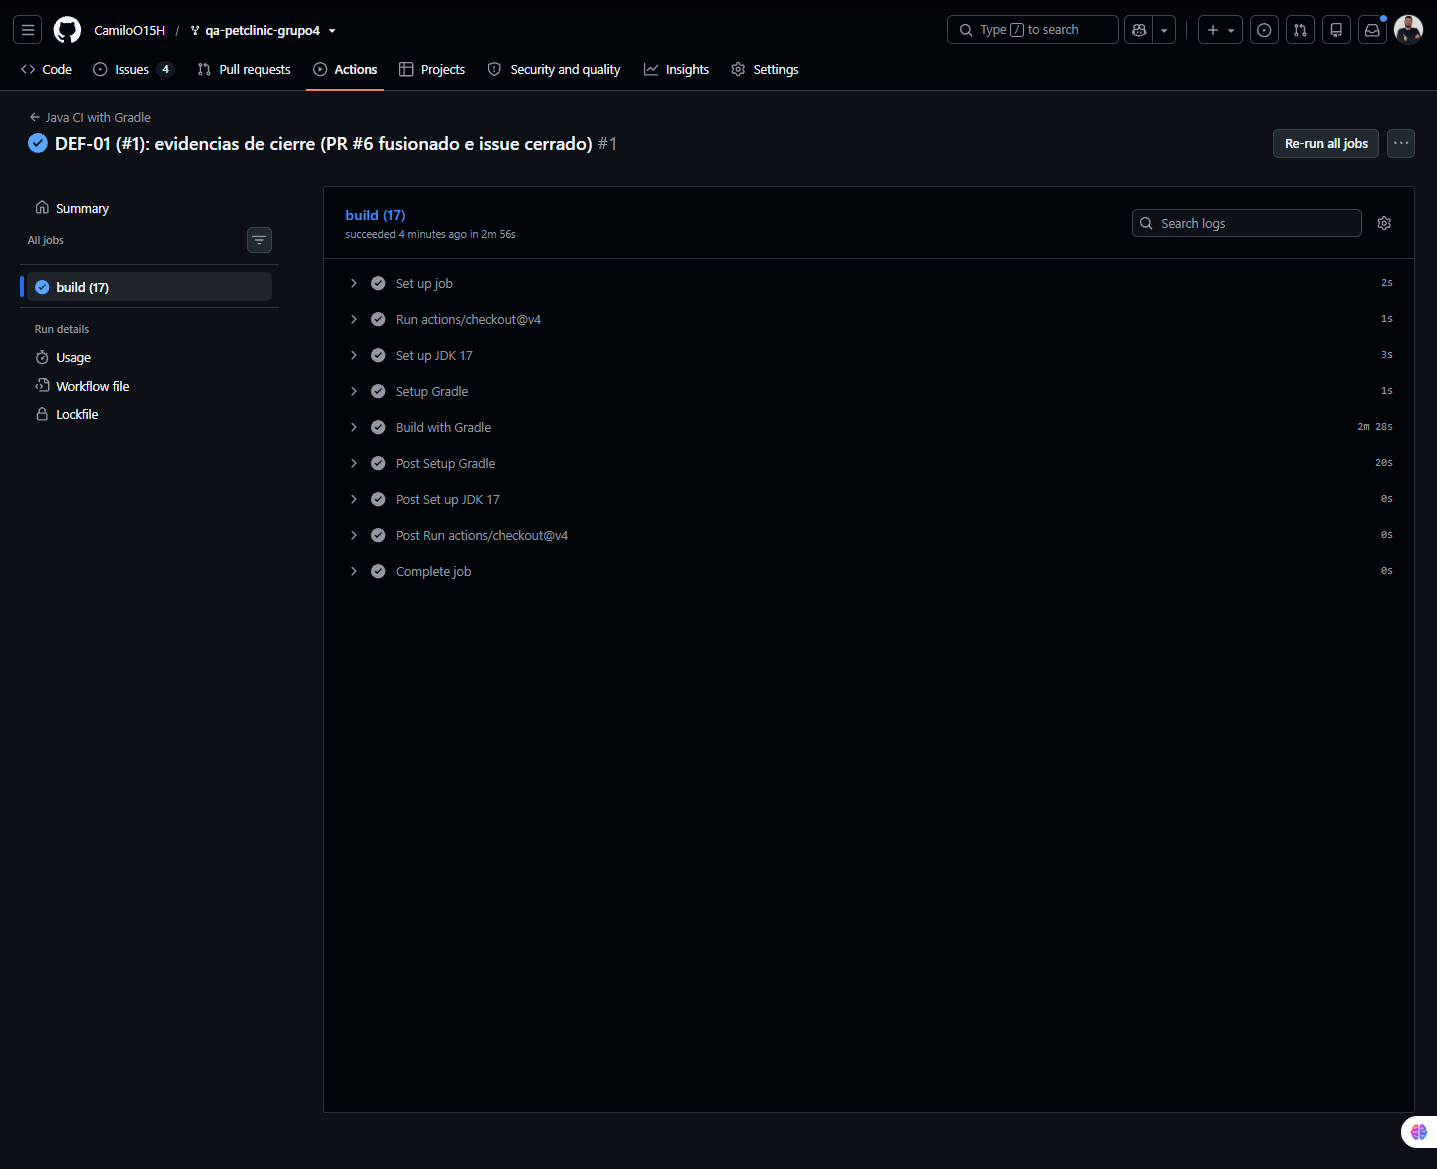 CamiloO15H / qa-petclinic-grupo4
Type / to search
Code Issues 4 Pull requests Actions Projects Security and quality Insights Settings
Java CI with Gradle
DEF-01 (#1): evidencias de cierre (PR #6 fusionado e issue cerrado) #1
Re-run all jobs
Summary
All jobs
build (17)
Run details
Usage
Workflow file
Lockfile
build (17)
succeeded 4 minutes ago in 2m 56s
Search logs
Set up job 2s
Run actions/checkout@v4 1s
Set up JDK 17 3s
Setup Gradle 1s
Build with Gradle 2m 28s
Post Setup Gradle 20s
Post Set up JDK 17 0s
Post Run actions/checkout@v4 0s
Complete job 0s